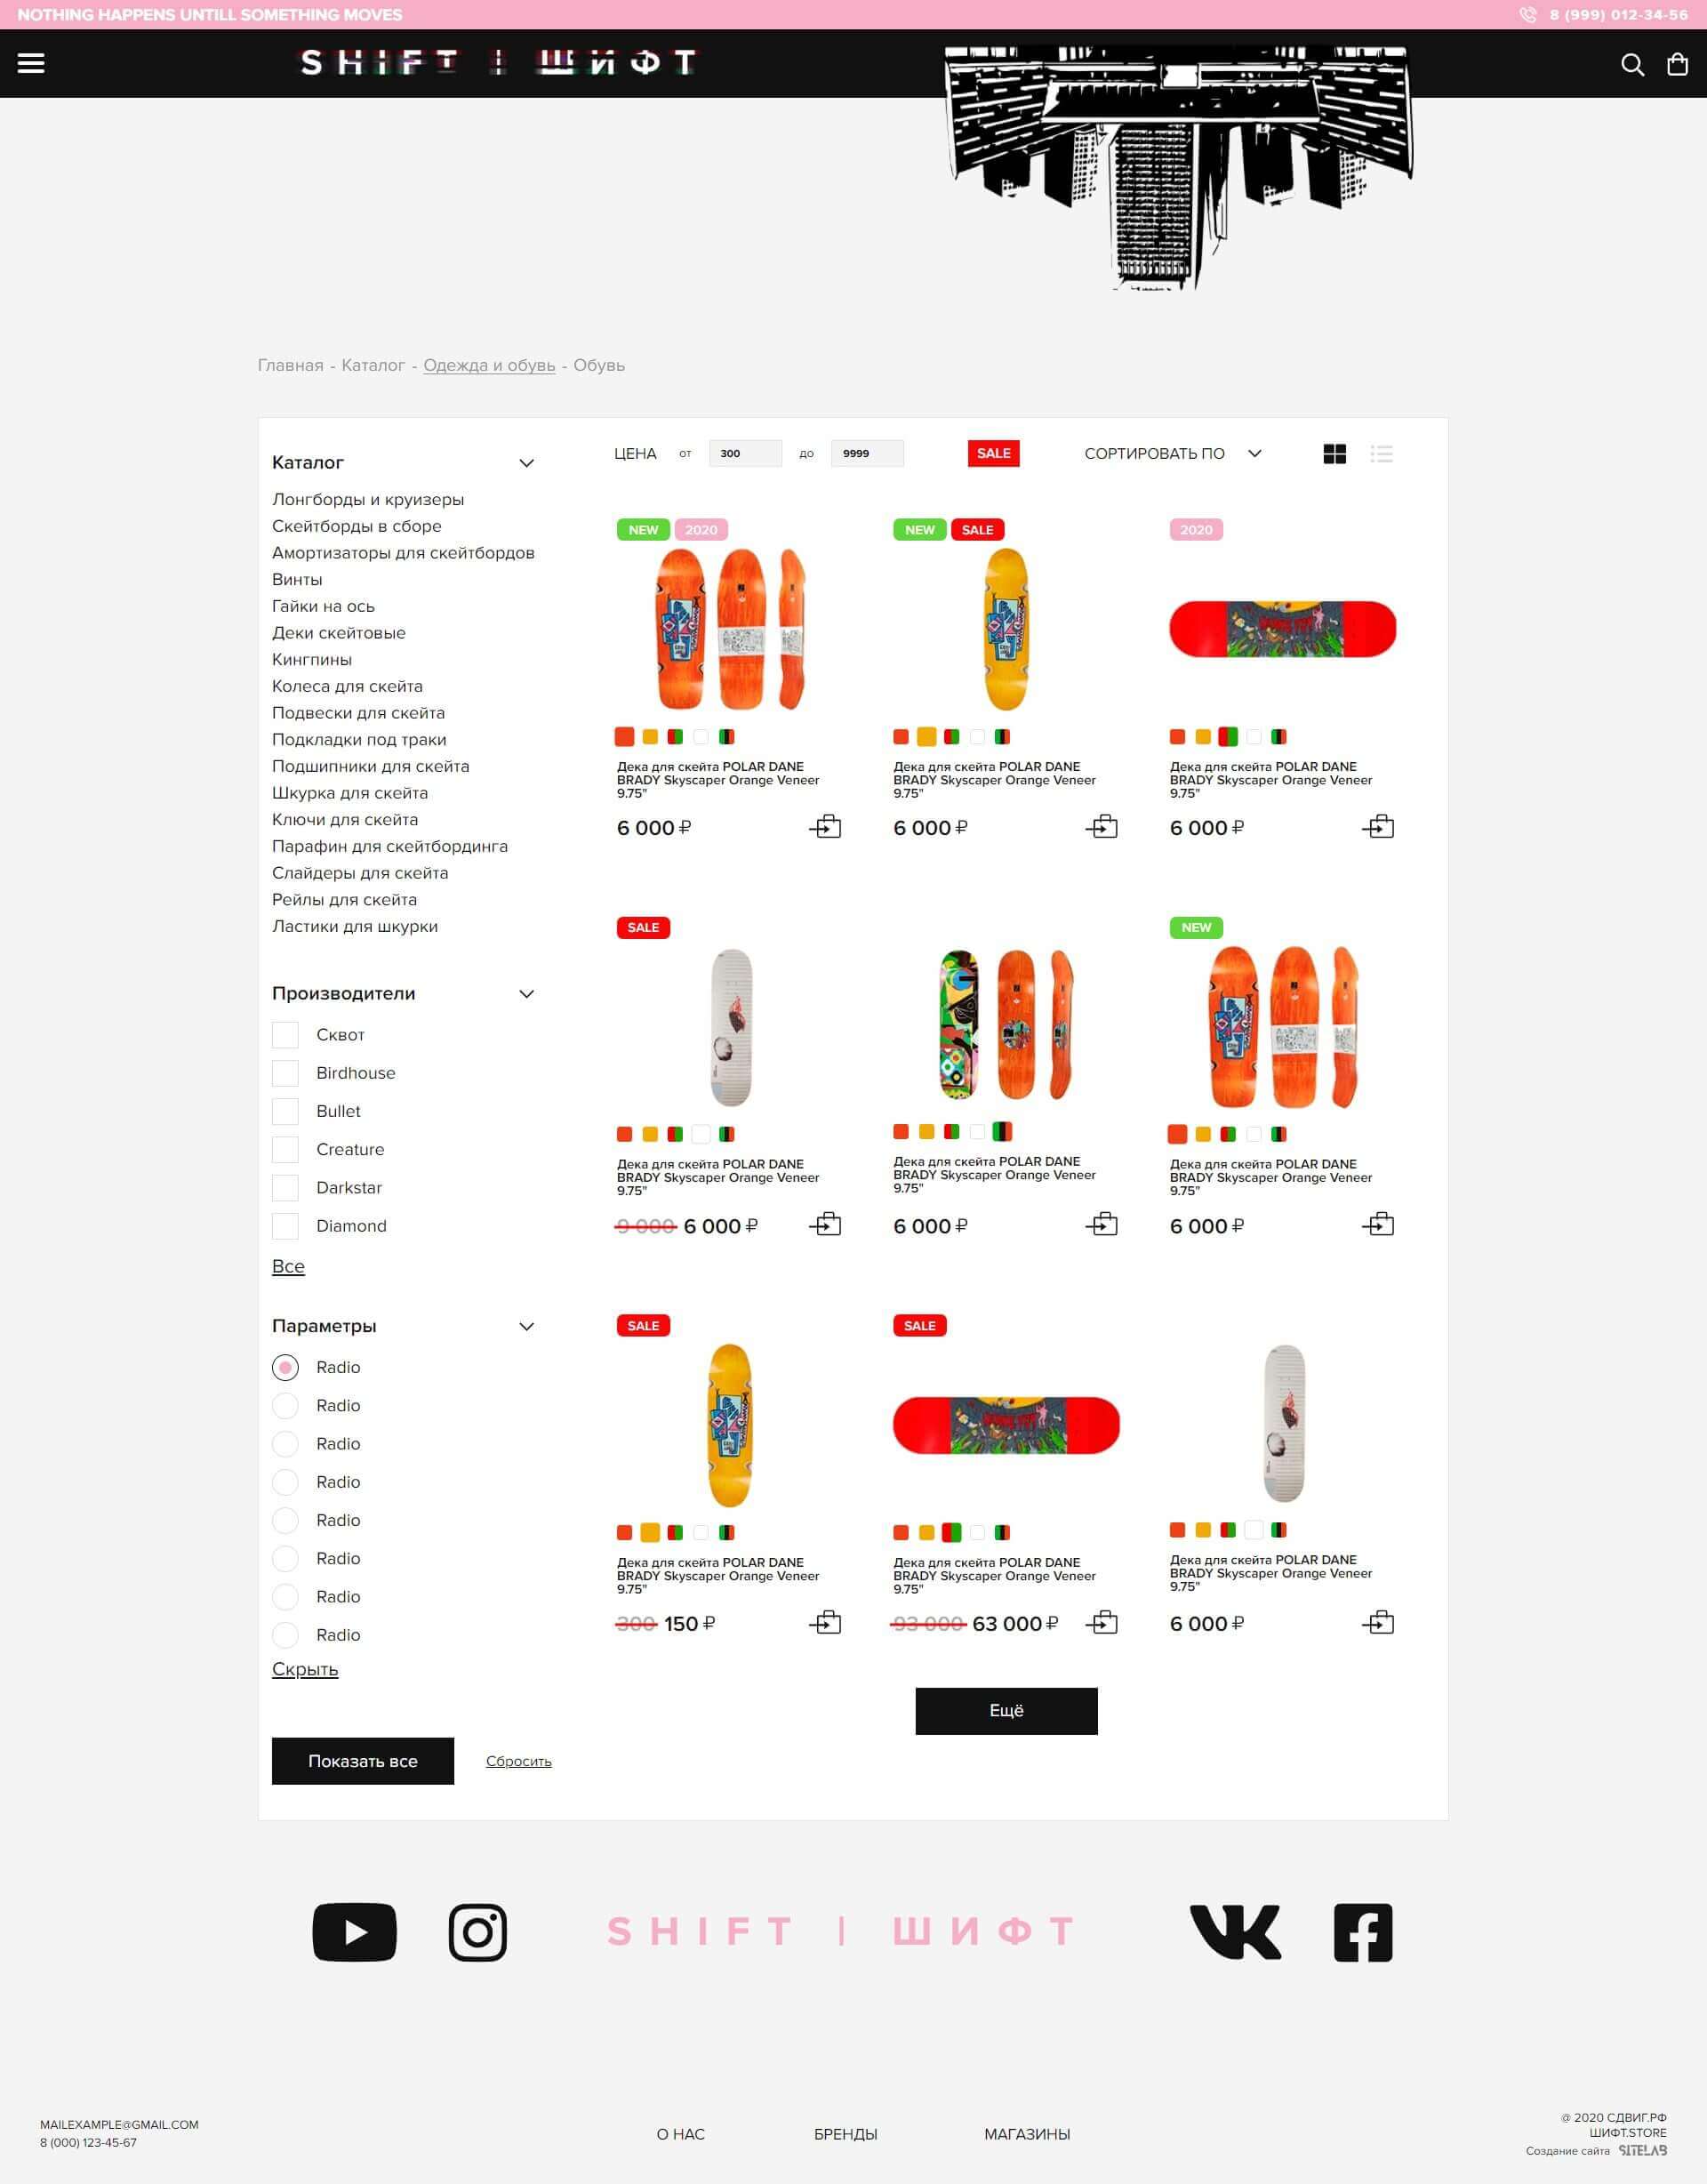 NOTHING HAPPENS UNTILL SOMETHING MOVES
8 (999) 012-34-56
SHIFT | ШИФТ
Главная - Каталог - Одежда и обувь - Обувь
Каталог
Лонгборды и круизеры
Скейтборды в сборе
Амортизаторы для скейтбордов
Винты
Гайки на ось
Деки скейтовые
Кингпины
Колеса для скейта
Подвески для скейта
Подкладки под траки
Подшипники для скейта
Шкурка для скейта
Ключи для скейта
Парафин для скейтбординга
Слайдеры для скейта
Рейлы для скейта
Ластики для шкурки
Производители
Сквот
Birdhouse
Bullet
Creature
Darkstar
Diamond
Все
Параметры
Radio
Radio
Radio
Radio
Radio
Radio
Radio
Radio
Скрыть
Показать все
Сбросить
ЦЕНА от 300 до 9999
SALE
СОРТИРОВАТЬ ПО
NEW 2020
Дека для скейта POLAR DANE
BRADY Skyscaper Orange Veneer
9.75"
6 000 ₽
NEW SALE
Дека для скейта POLAR DANE
BRADY Skyscaper Orange Veneer
9.75"
6 000 ₽
2020
Дека для скейта POLAR DANE
BRADY Skyscaper Orange Veneer
9.75"
6 000 ₽
SALE
Дека для скейта POLAR DANE
BRADY Skyscaper Orange Veneer
9.75"
9 000 6 000 ₽
Дека для скейта POLAR DANE
BRADY Skyscaper Orange Veneer
9.75"
6 000 ₽
NEW
Дека для скейта POLAR DANE
BRADY Skyscaper Orange Veneer
9.75"
6 000 ₽
SALE
Дека для скейта POLAR DANE
BRADY Skyscaper Orange Veneer
9.75"
300 150 ₽
SALE
Дека для скейта POLAR DANE
BRADY Skyscaper Orange Veneer
9.75"
93 000 63 000 ₽
Дека для скейта POLAR DANE
BRADY Skyscaper Orange Veneer
9.75"
6 000 ₽
Ещё
SHIFT | ШИФТ
MAILEXAMPLE@GMAIL.COM
8 (000) 123-45-67
О НАС
БРЕНДЫ
МАГАЗИНЫ
@ 2020 СДВИГ.РФ
ШИФТ.STORE
Создание сайта SITELAB